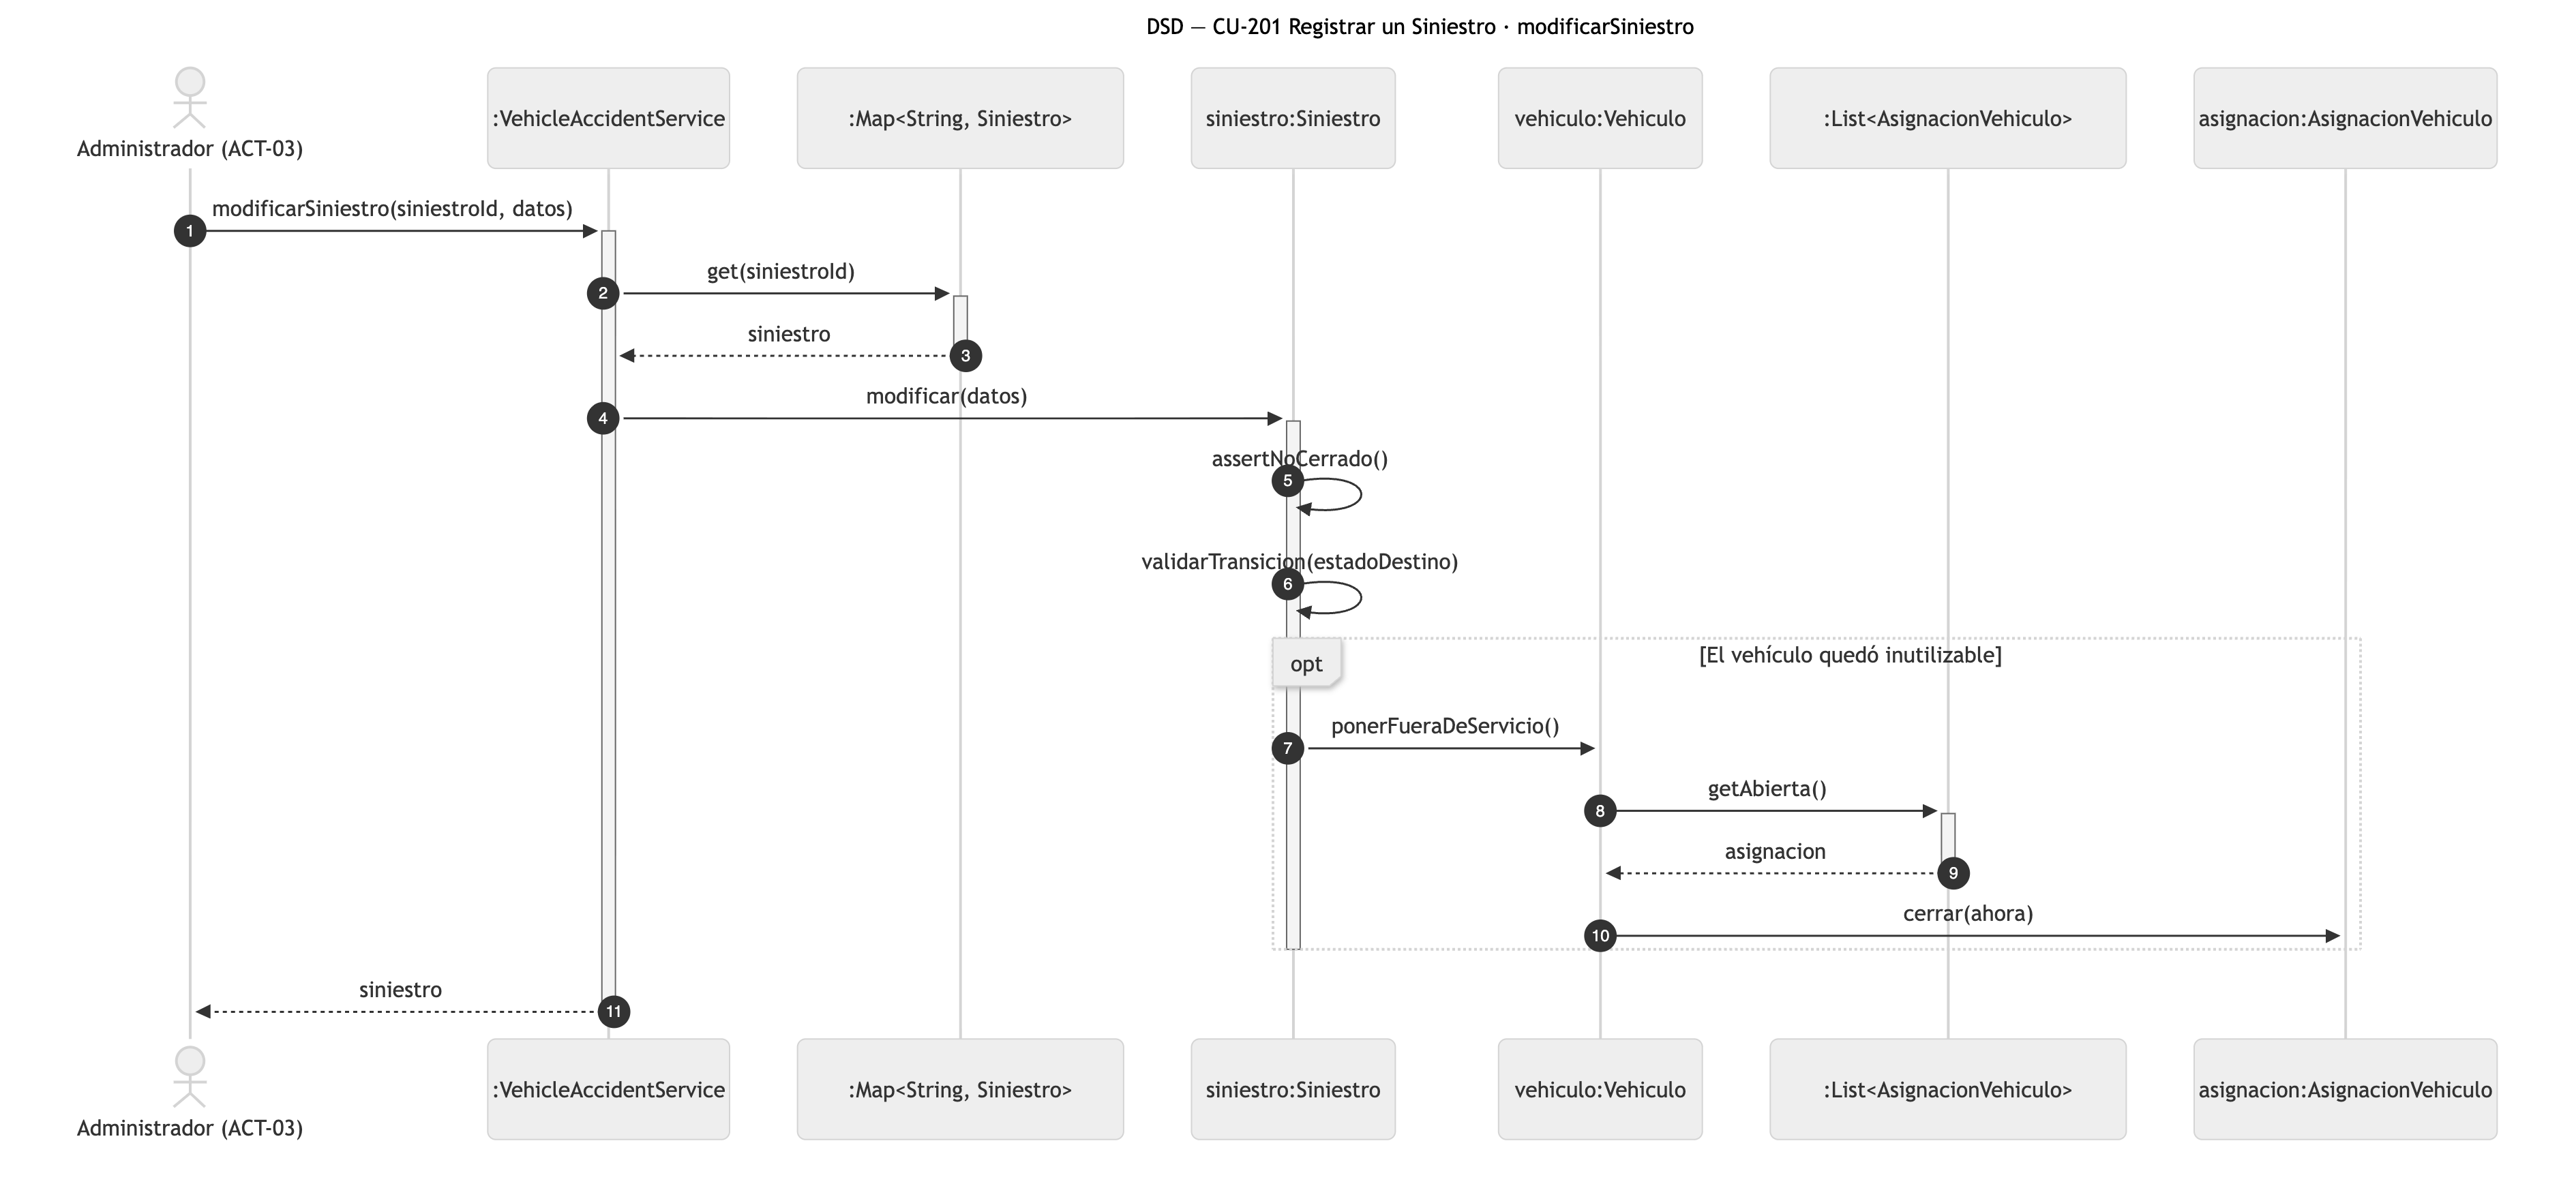 DSD — CU-201 Registrar un Siniestro · modificarSiniestro
Administrador (ACT-03)
:VehicleAccidentService
:Map<String, Siniestro>
siniestro:Siniestro
vehiculo:Vehiculo
:List<AsignacionVehiculo>
asignacion:AsignacionVehiculo
modificarSiniestro(siniestroId, datos)
1
get(siniestroId)
2
siniestro
3
modificar(datos)
4
assertNoCerrado()
5
validarTransicion(estadoDestino)
6
opt
[El vehículo quedó inutilizable]
ponerFueraDeServicio()
7
getAbierta()
8
asignacion
9
cerrar(ahora)
10
siniestro
11
Administrador (ACT-03)
:VehicleAccidentService
:Map<String, Siniestro>
siniestro:Siniestro
vehiculo:Vehiculo
:List<AsignacionVehiculo>
asignacion:AsignacionVehiculo